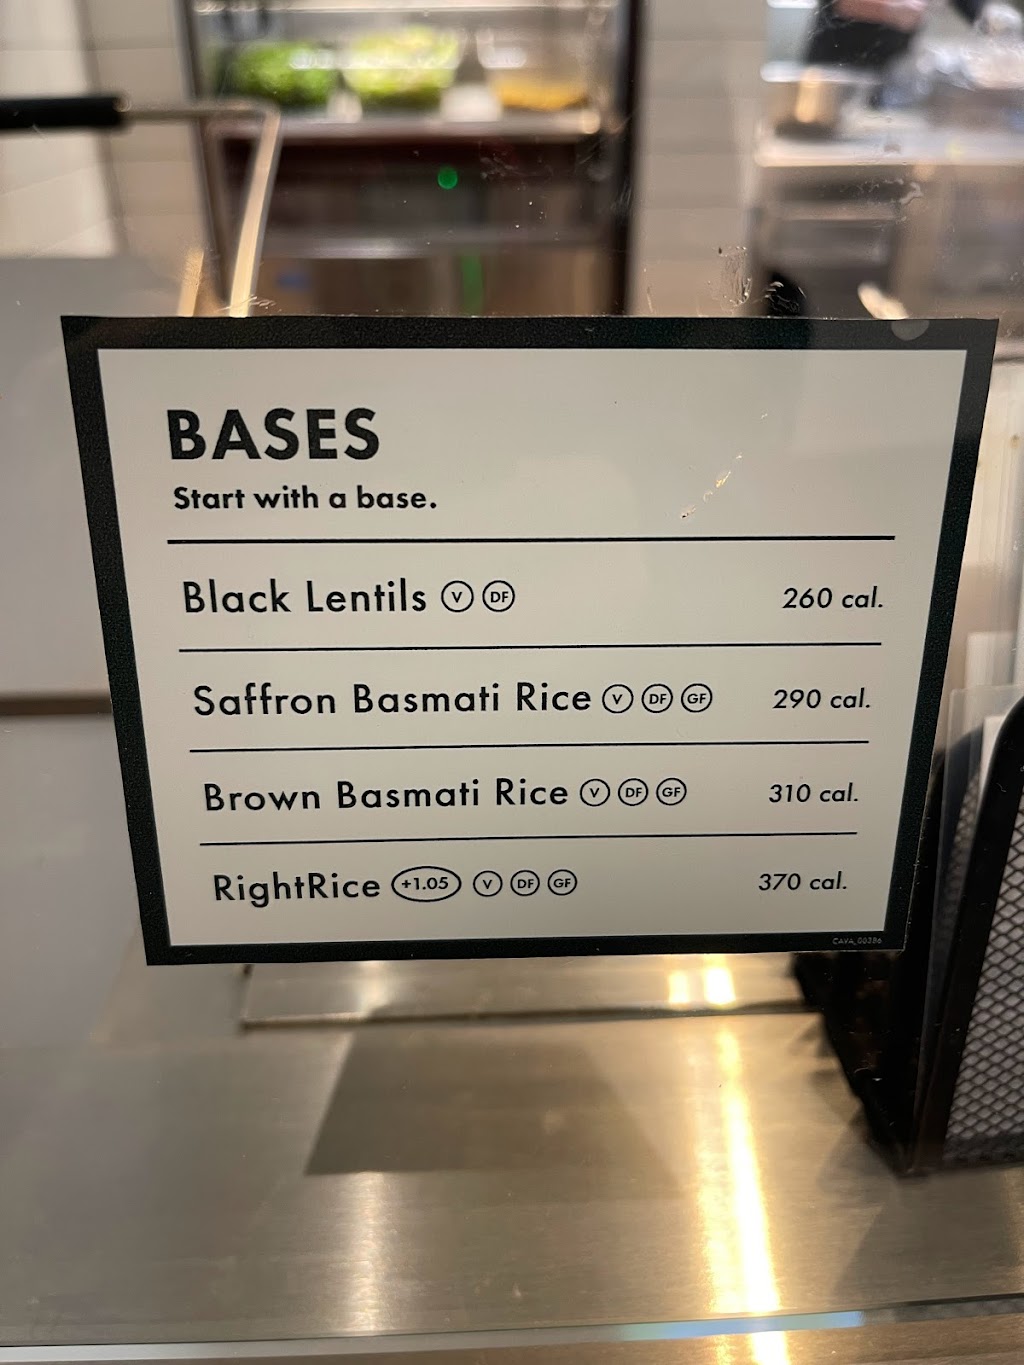 BASES
Start with a base.
Black Lentils V DF 260 cal.
Saffron Basmati Rice V DF GF 290 cal.
Brown Basmati Rice V DF GF 310 cal.
RightRice +1.05 V DF GF 370 cal.
CAVA_00286